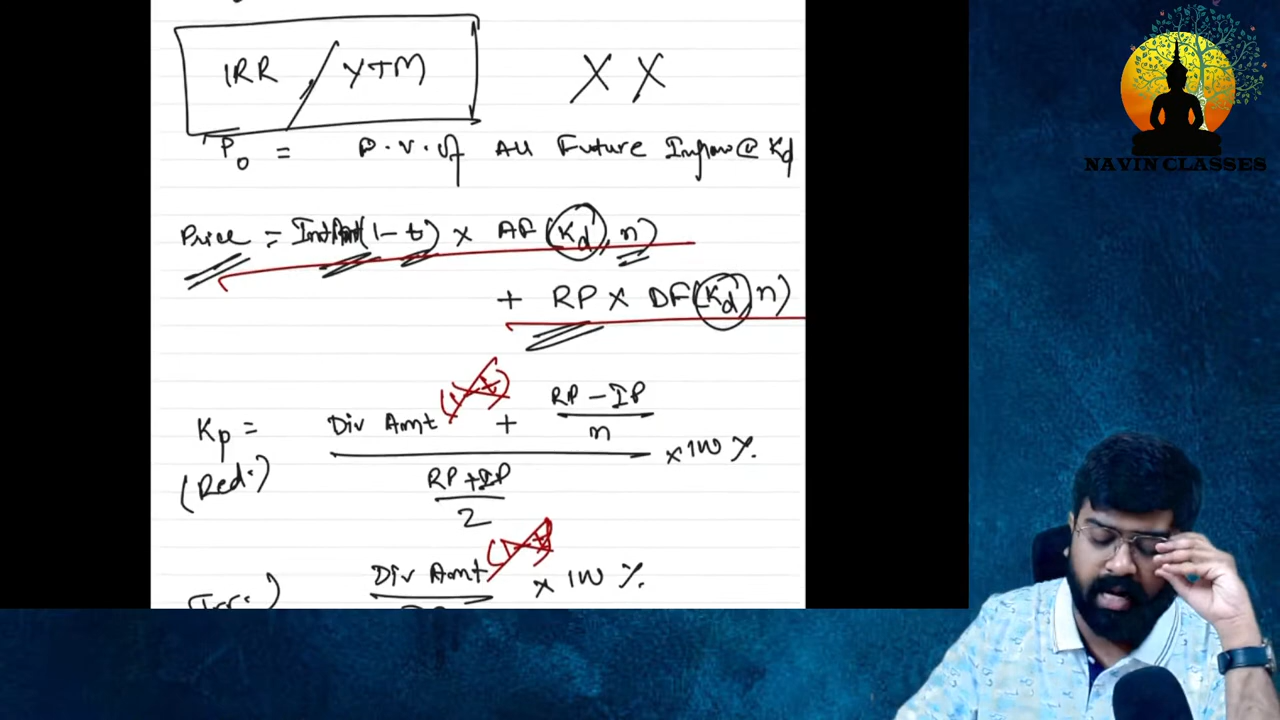 IRR / YTM X X
P0 = P.V. of All Future Inflow @ Kd
Price = Int Amt (1-t) x AF (Kd, n)
+ RP x DF (Kd, n)
Div Amt (1-t) + RP - IP
n
Kp = x 100 %
(Red.) RP + IP
2
Div Amt (1-t) x 100 %
(Irr.)
NAVIN CLASSES